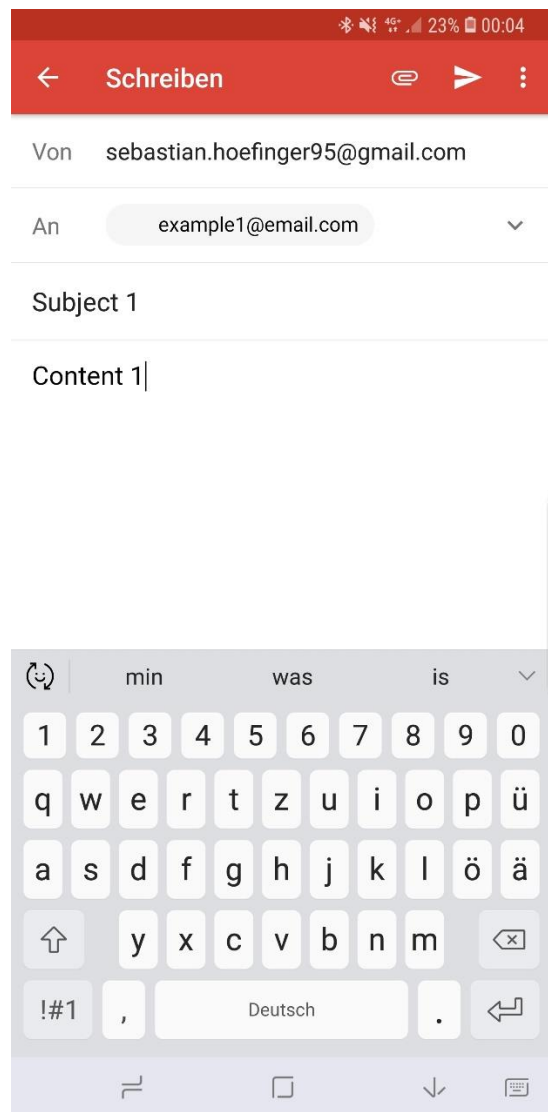 4G+ 23% 00:04
Schreiben
Von sebastian.hoefinger95@gmail.com
An example1@email.com
Subject 1
Content 1
min was is
1 2 3 4 5 6 7 8 9 0
q w e r t z u i o p ü
a s d f g h j k l ö ä
y x c v b n m
!#1 , Deutsch .